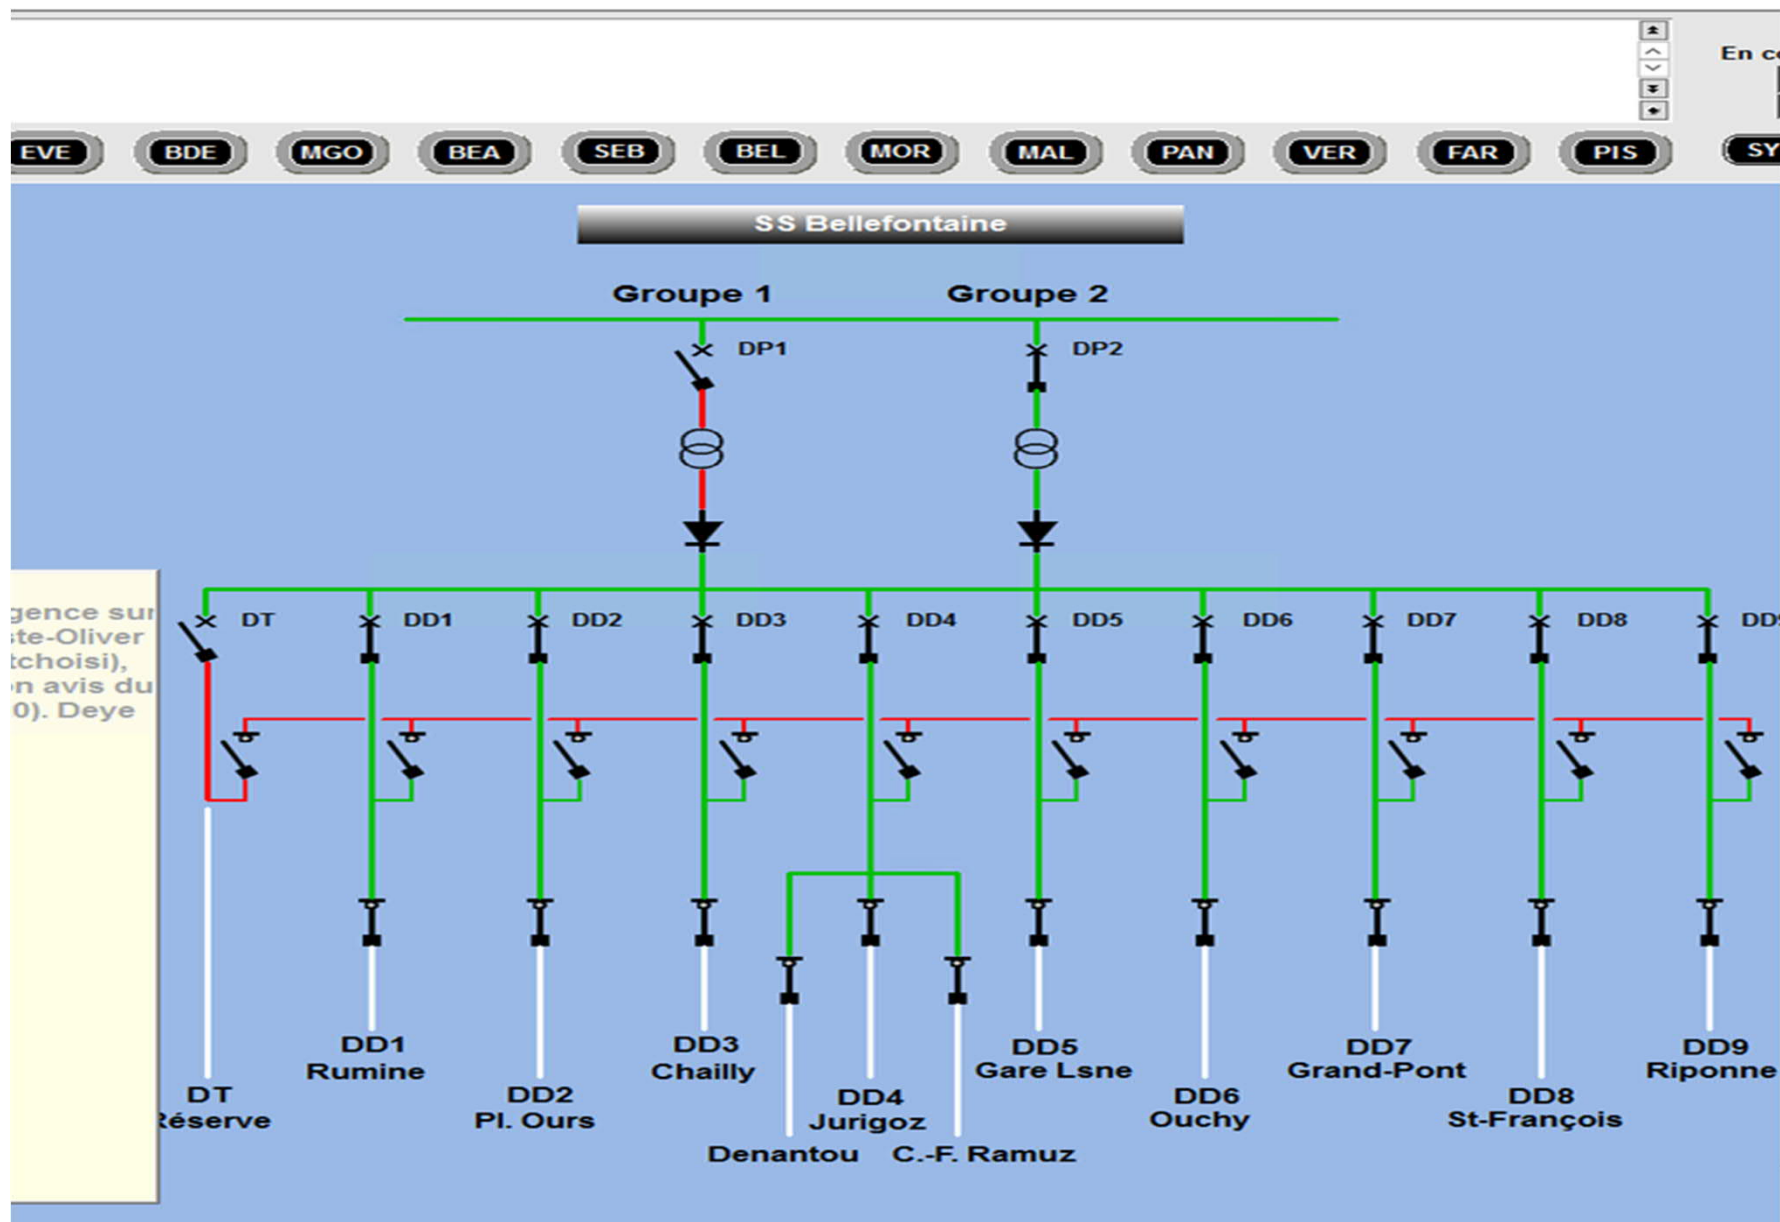 En co
EVE BDE MGO BEA SEB BEL MOR MAL PAN VER FAR PIS SY
SS Bellefontaine
Groupe 1 Groupe 2
DP1 DP2
gence sur
ste-Oliver
tchoisi),
n avis du
0). Deye
DT DD1 DD2 DD3 DD4 DD5 DD6 DD7 DD8 DD9
DD1 DD3 DD5 DD7 DD9
Rumine Chailly Gare Lsne Grand-Pont Riponne
DT DD2 DD4 DD6 DD8
Réserve Pl. Ours Jurigoz Ouchy St-François
Denantou C.-F. Ramuz